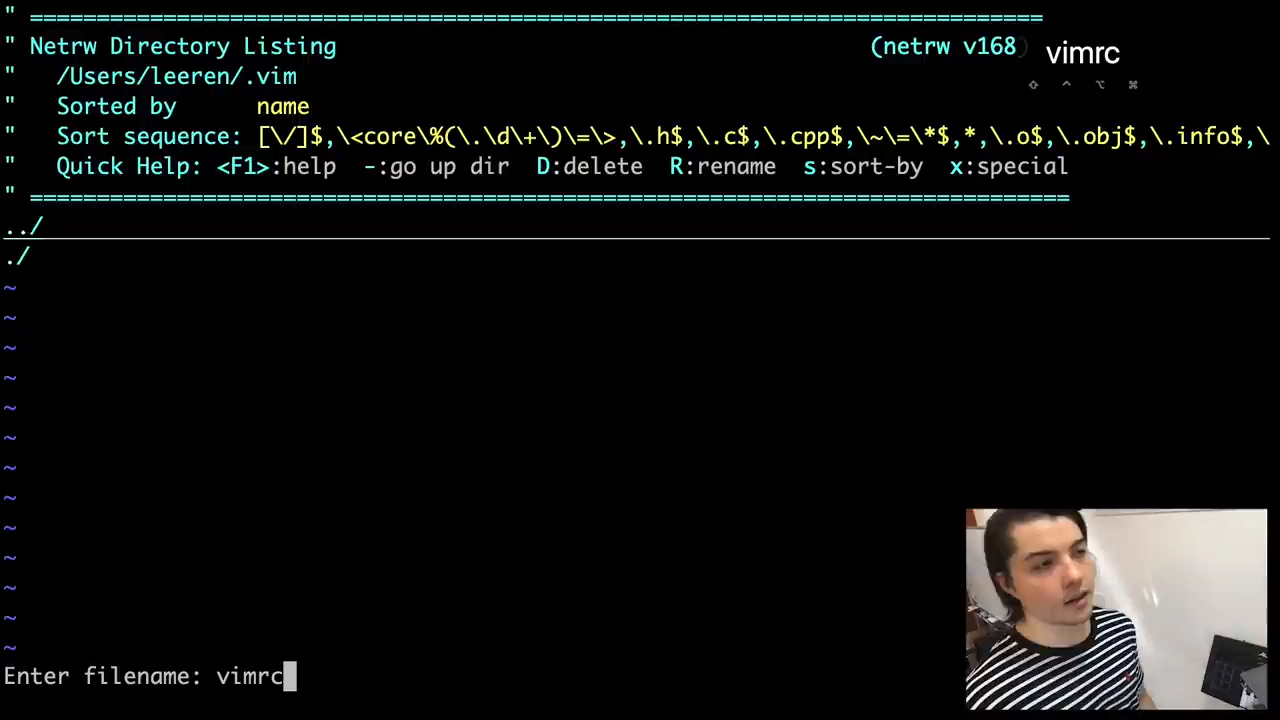 " ============================================================================
" Netrw Directory Listing (netrw v168)
"   /Users/leeren/.vim
"   Sorted by      name
"   Sort sequence: [\/]$,\<core\%(\.\d\+\)\=\>,\.h$,\.c$,\.cpp$,\~\=\*$,*,\.o$,\.obj$,\.info$,\
"   Quick Help: <F1>:help  -:go up dir  D:delete  R:rename  s:sort-by  x:special
" ==============================================================================
../
./
~
~
~
~
~
~
~
~
~
~
~
~
~
Enter filename: vimrc
vimrc
⇧ ⌃ ⌥ ⌘